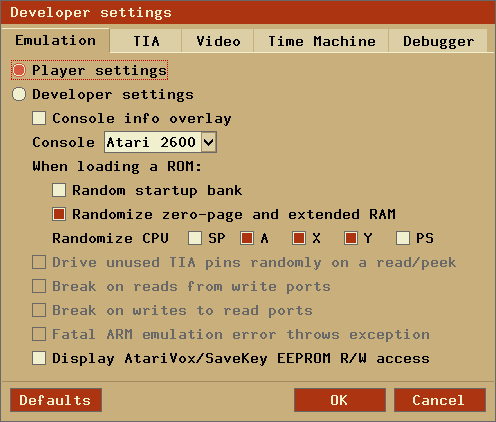 Developer settings
Emulation TIA Video Time Machine Debugger
Player settings
Developer settings
Console info overlay
Console Atari 2600
When loading a ROM:
Random startup bank
Randomize zero-page and extended RAM
Randomize CPU SP A X Y PS
Drive unused TIA pins randomly on a read/peek
Break on reads from write ports
Break on writes to read ports
Fatal ARM emulation error throws exception
Display AtariVox/SaveKey EEPROM R/W access
Defaults OK Cancel